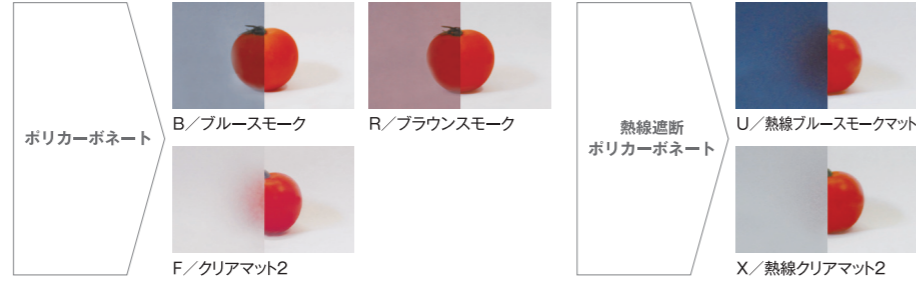 ポリカーボネート
B／ブルースモーク
R／ブラウンスモーク
F／クリアマット2
熱線遮断
ポリカーボネート
U／熱線ブルースモークマット
X／熱線クリアマット2